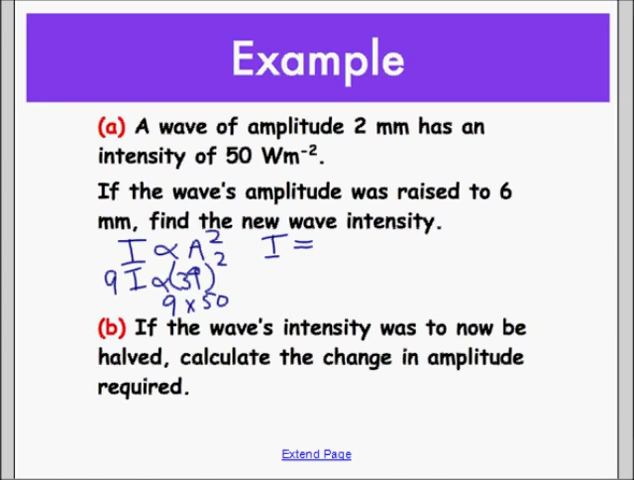 Example
(a) A wave of amplitude 2 mm has an
intensity of 50 Wm⁻².
If the wave's amplitude was raised to 6
mm, find the new wave intensity.
I ∝ A² I =
9 I ∝ (3A)²
9 × 50
(b) If the wave's intensity was to now be
halved, calculate the change in amplitude
required.
Extend Page